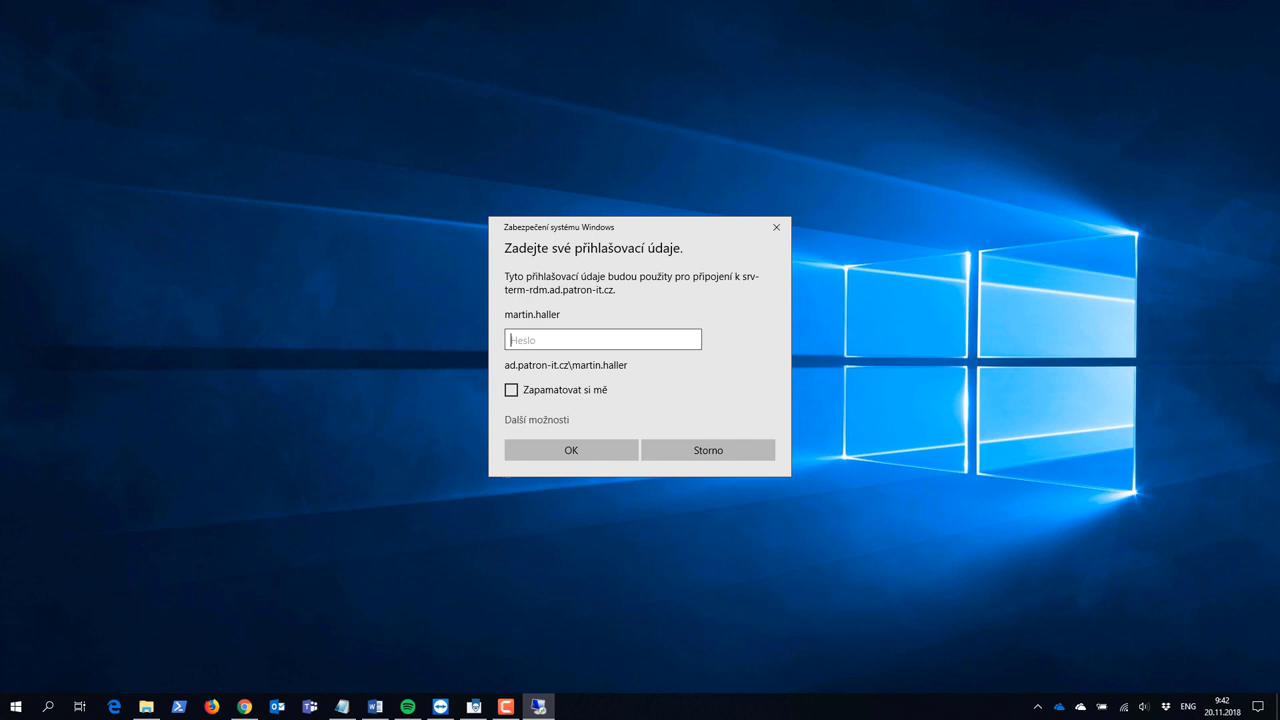 Zabezpečení systému Windows
Zadejte své přihlašovací údaje.
Tyto přihlašovací údaje budou použity pro připojení k srv-
term-rdm.ad.patron-it.cz.
martin.haller
Heslo
ad.patron-it.cz\martin.haller
Zapamatovat si mě
Další možnosti
OK
Storno
ENG
9:42
20.11.2018